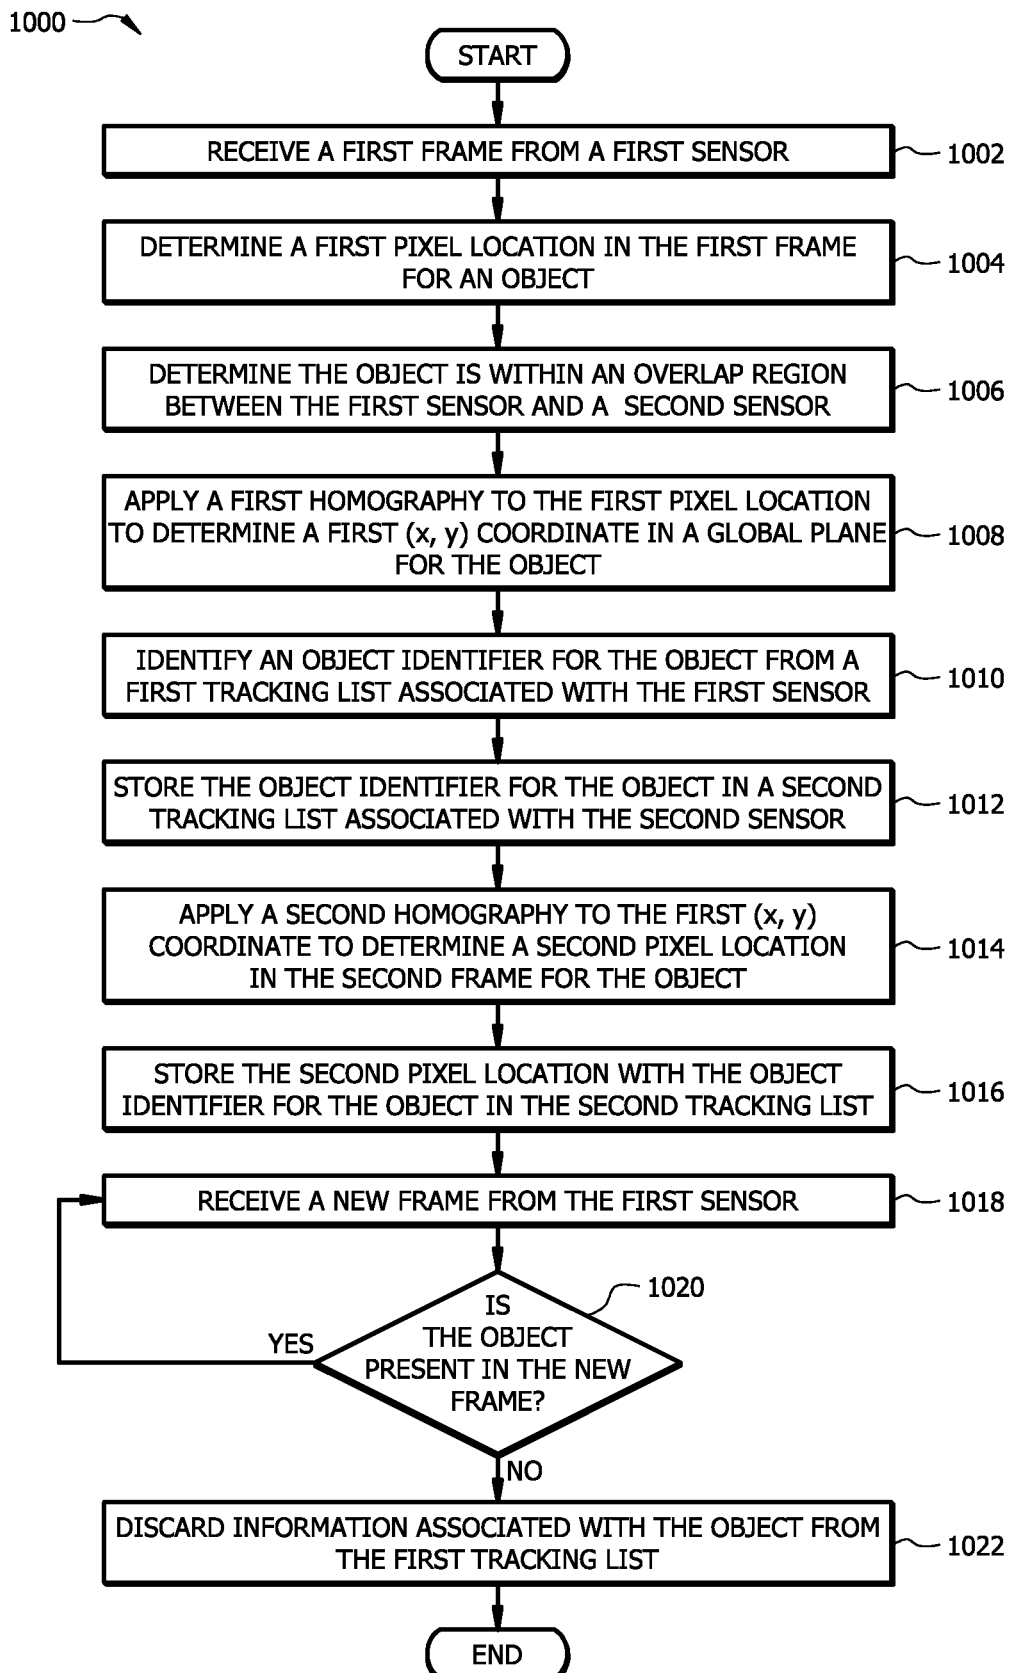 1000
START
RECEIVE A FIRST FRAME FROM A FIRST SENSOR
1002
DETERMINE A FIRST PIXEL LOCATION IN THE FIRST FRAME
FOR AN OBJECT
1004
DETERMINE THE OBJECT IS WITHIN AN OVERLAP REGION
BETWEEN THE FIRST SENSOR AND A SECOND SENSOR
1006
APPLY A FIRST HOMOGRAPHY TO THE FIRST PIXEL LOCATION
TO DETERMINE A FIRST (x, y) COORDINATE IN A GLOBAL PLANE
FOR THE OBJECT
1008
IDENTIFY AN OBJECT IDENTIFIER FOR THE OBJECT FROM A
FIRST TRACKING LIST ASSOCIATED WITH THE FIRST SENSOR
1010
STORE THE OBJECT IDENTIFIER FOR THE OBJECT IN A SECOND
TRACKING LIST ASSOCIATED WITH THE SECOND SENSOR
1012
APPLY A SECOND HOMOGRAPHY TO THE FIRST (x, y)
COORDINATE TO DETERMINE A SECOND PIXEL LOCATION
IN THE SECOND FRAME FOR THE OBJECT
1014
STORE THE SECOND PIXEL LOCATION WITH THE OBJECT
IDENTIFIER FOR THE OBJECT IN THE SECOND TRACKING LIST
1016
RECEIVE A NEW FRAME FROM THE FIRST SENSOR
1018
IS
THE OBJECT
PRESENT IN THE NEW
FRAME?
1020
YES
NO
DISCARD INFORMATION ASSOCIATED WITH THE OBJECT FROM
THE FIRST TRACKING LIST
1022
END